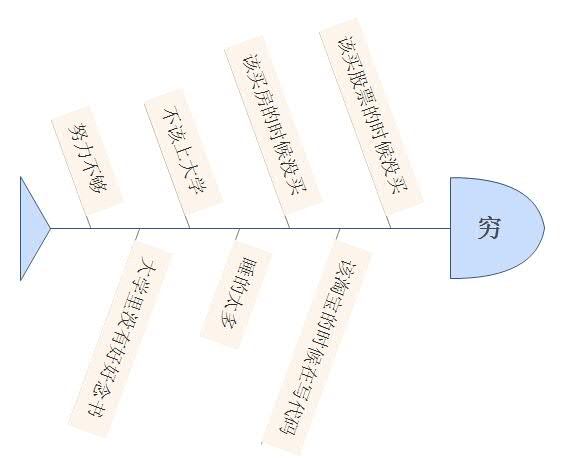 努力不够
不该上大学
该买房的时候没买
该买股票的时候没买
穷
大学里没有好好念书
睡的太多
该淘宝的时候在写代码